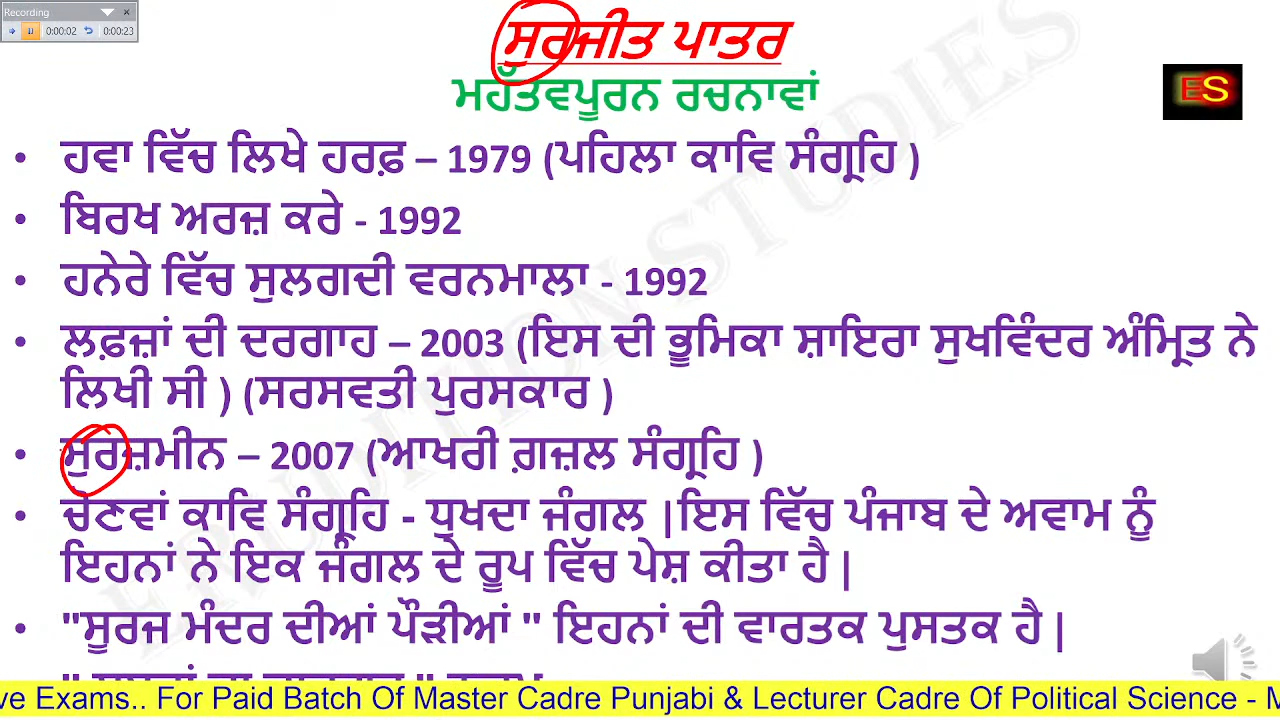 Recording
0:00:02 0:00:23
ਸੁਰਜੀਤ ਪਾਤਰ
ਮਹੱਤਵਪੂਰਨ ਰਚਨਾਵਾਂ
ES
• ਹਵਾ ਵਿੱਚ ਲਿਖੇ ਹਰਫ਼ – 1979 (ਪਹਿਲਾ ਕਾਵਿ ਸੰਗ੍ਰਹਿ )
• ਬਿਰਖ ਅਰਜ਼ ਕਰੇ - 1992
• ਹਨੇਰੇ ਵਿੱਚ ਸੁਲਗਦੀ ਵਰਨਮਾਲਾ - 1992
• ਲਫ਼ਜ਼ਾਂ ਦੀ ਦਰਗਾਹ – 2003 (ਇਸ ਦੀ ਭੂਮਿਕਾ ਸ਼ਾਇਰਾ ਸੁਖਵਿੰਦਰ ਅੰਮ੍ਰਿਤ ਨੇ
ਲਿਖੀ ਸੀ ) (ਸਰਸਵਤੀ ਪੁਰਸਕਾਰ )
• ਸੁਰਜ਼ਮੀਨ – 2007 (ਆਖਰੀ ਗ਼ਜ਼ਲ ਸੰਗ੍ਰਹਿ )
• ਚੋਣਵਾਂ ਕਾਵਿ ਸੰਗ੍ਰਹਿ - ਧੁਖਦਾ ਜੰਗਲ |ਇਸ ਵਿੱਚ ਪੰਜਾਬ ਦੇ ਅਵਾਮ ਨੂੰ
ਇਹਨਾਂ ਨੇ ਇਕ ਜੰਗਲ ਦੇ ਰੂਪ ਵਿੱਚ ਪੇਸ਼ ਕੀਤਾ ਹੈ |
• "ਸੂਰਜ ਮੰਦਰ ਦੀਆਂ ਪੌੜੀਆਂ " ਇਹਨਾਂ ਦੀ ਵਾਰਤਕ ਪੁਸਤਕ ਹੈ |
ve Exams.. For Paid Batch Of Master Cadre Punjabi & Lecturer Cadre Of Political Science - M
ERUDITION STUDIES